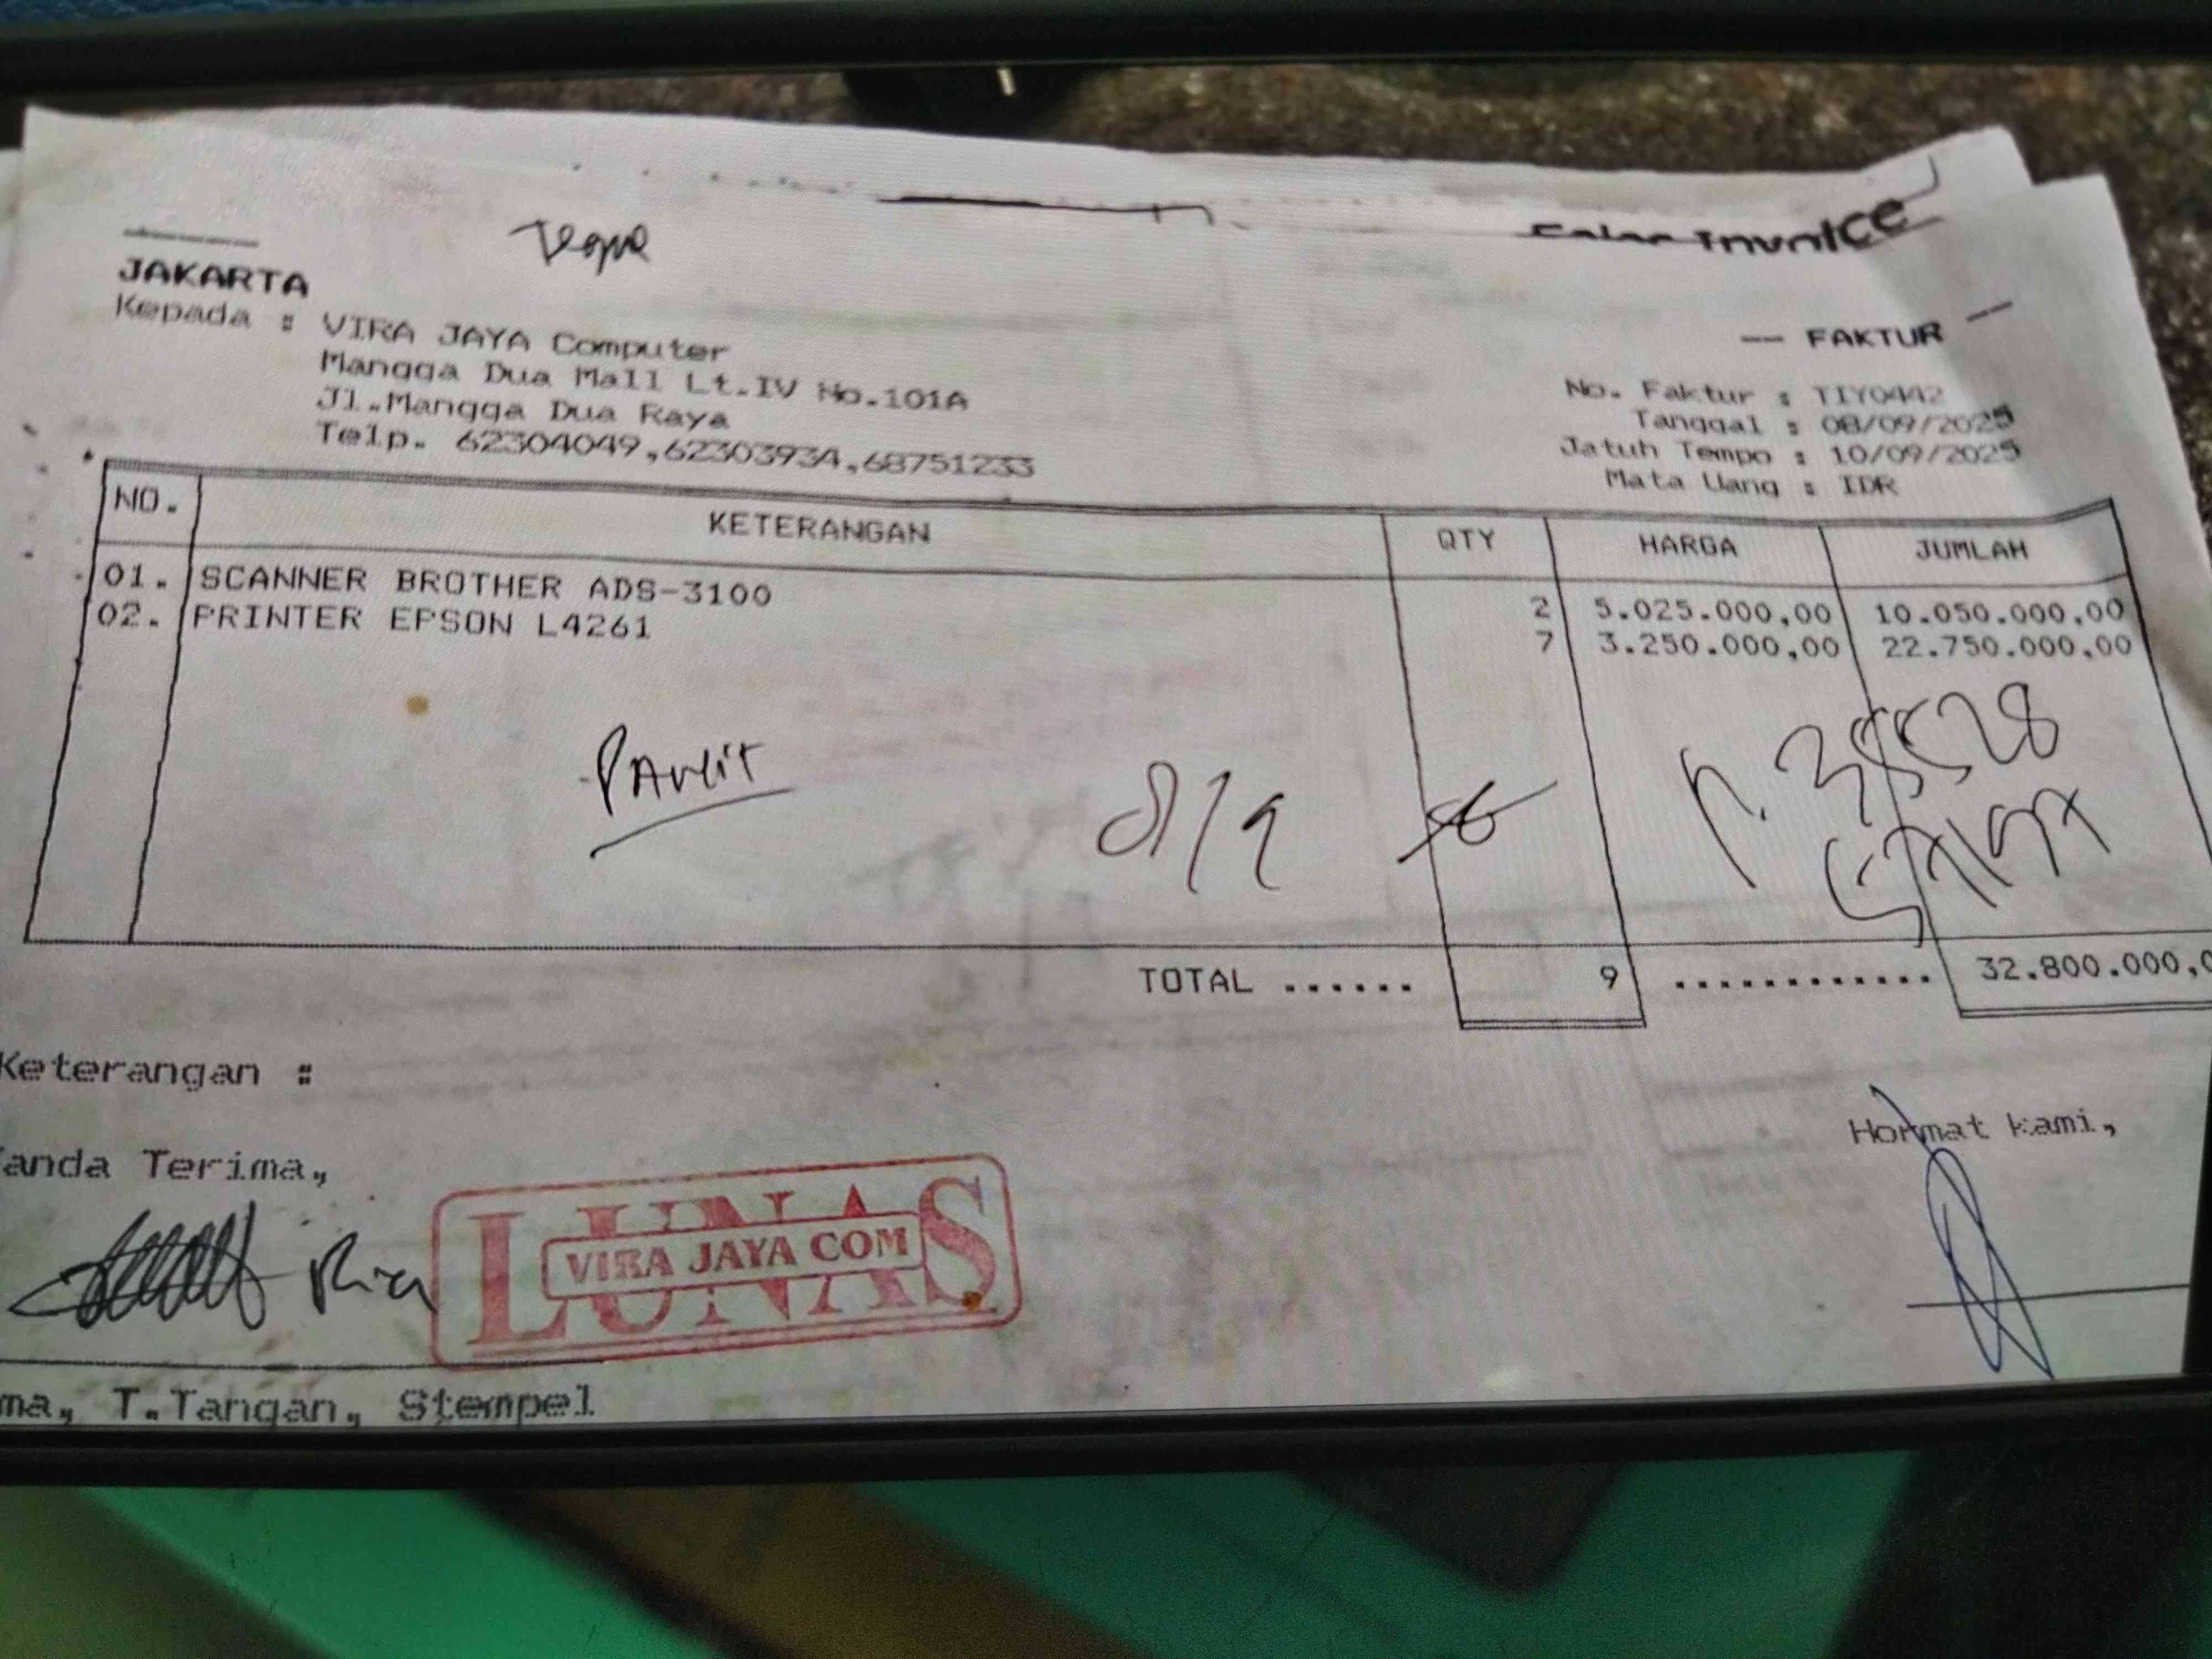 Sales Invoice
JAKARTA
Kepada : VIRA JAYA Computer
Mangga Dua Mall Lt.IV No.101A
Jl.Mangga Dua Raya
Telp. 62304049,62303934,68751233
-- FAKTUR --
No. Faktur : TIY0442
Tanggal : 08/09/2025
Jatuh Tempo : 10/09/2025
Mata Uang : IDR
NO. KETERANGAN QTY HARGA JUMLAH
01. SCANNER BROTHER ADS-3100 2 5.025.000,00 10.050.000,00
02. PRINTER EPSON L4261 7 3.250.000,00 22.750.000,00
8/9
TOTAL ...... 9 ............ 32.800.000,0
Keterangan :
anda Terima,
Hormat kami,
Ria
LUNAS
VIRA JAYA COM
ma, T.Tangan, Stempel